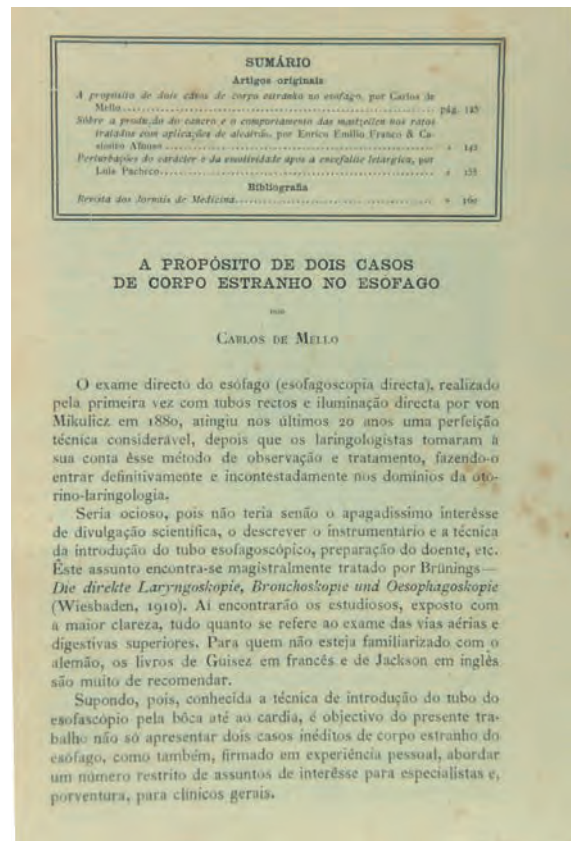 SUMÁRIO
Artigos originais
A propósito de dois casos de corpo estranho no esófago, por Carlos de
Mello........................................................ pág. 125
Sôbre a produção do cancro e o comportamento das mastzellen nos ratos
tratados com aplicações de alcatrão, por Enrico Emilio Franco & Ca-
simiro Afonso........................................................ » 142
Perturbações do carácter e da emotividade após a encefalite letárgica, por
Luís Pacheco........................................................ »
Bibliografia
Revista dos Jornais de Medicina........................................ » 160
A PROPÓSITO DE DOIS CASOS
DE CORPO ESTRANHO NO ESOFAGO
POR
CARLOS DE MELLO
O exame directo do esófago (esofagoscopia directa), realizado
pela primeira vez com tubos rectos e iluminação directa por von
Mikulicz em 1880, atingiu nos últimos 20 anos uma perfeição
técnica considerável, depois que os laringologistas tomaram à
sua conta êsse método de observação e tratamento, fazendo-o
entrar definitivamente e incontestadamente nos domínios da oto-
rino-laringologia.
Seria ocioso, pois não teria senão o apagadíssimo interêsse
de divulgação scientífica, o descrever o instrumentário e a técnica
da introdução do tubo esofagoscópico, preparação do doente, etc.
Êste assunto encontra-se magistralmente tratado por Brünings—
Die direkte Laryngoskopie, Bronchoskopie und Oesophagoskopie
(Wiesbaden, 1910). Aí encontrarão os estudiosos, exposto com
a maior clareza, tudo quanto se refere ao exame das vias aérias e
digestivas superiores. Para quem não esteja familiarizado com o
alemão, os livros de Guisez em francês e de Jackson em inglês
são muito de recomendar.
Supondo, pois, conhecida a técnica de introdução do tubo do
esofascópio pela bôca até ao cardia, é objectivo do presente tra-
balho não só apresentar dois casos inéditos de corpo estranho do
esófago, como também, firmado em experiência pessoal, abordar
um número restrito de assuntos de interêsse para especialistas e,
porventura, para clínicos gerais.